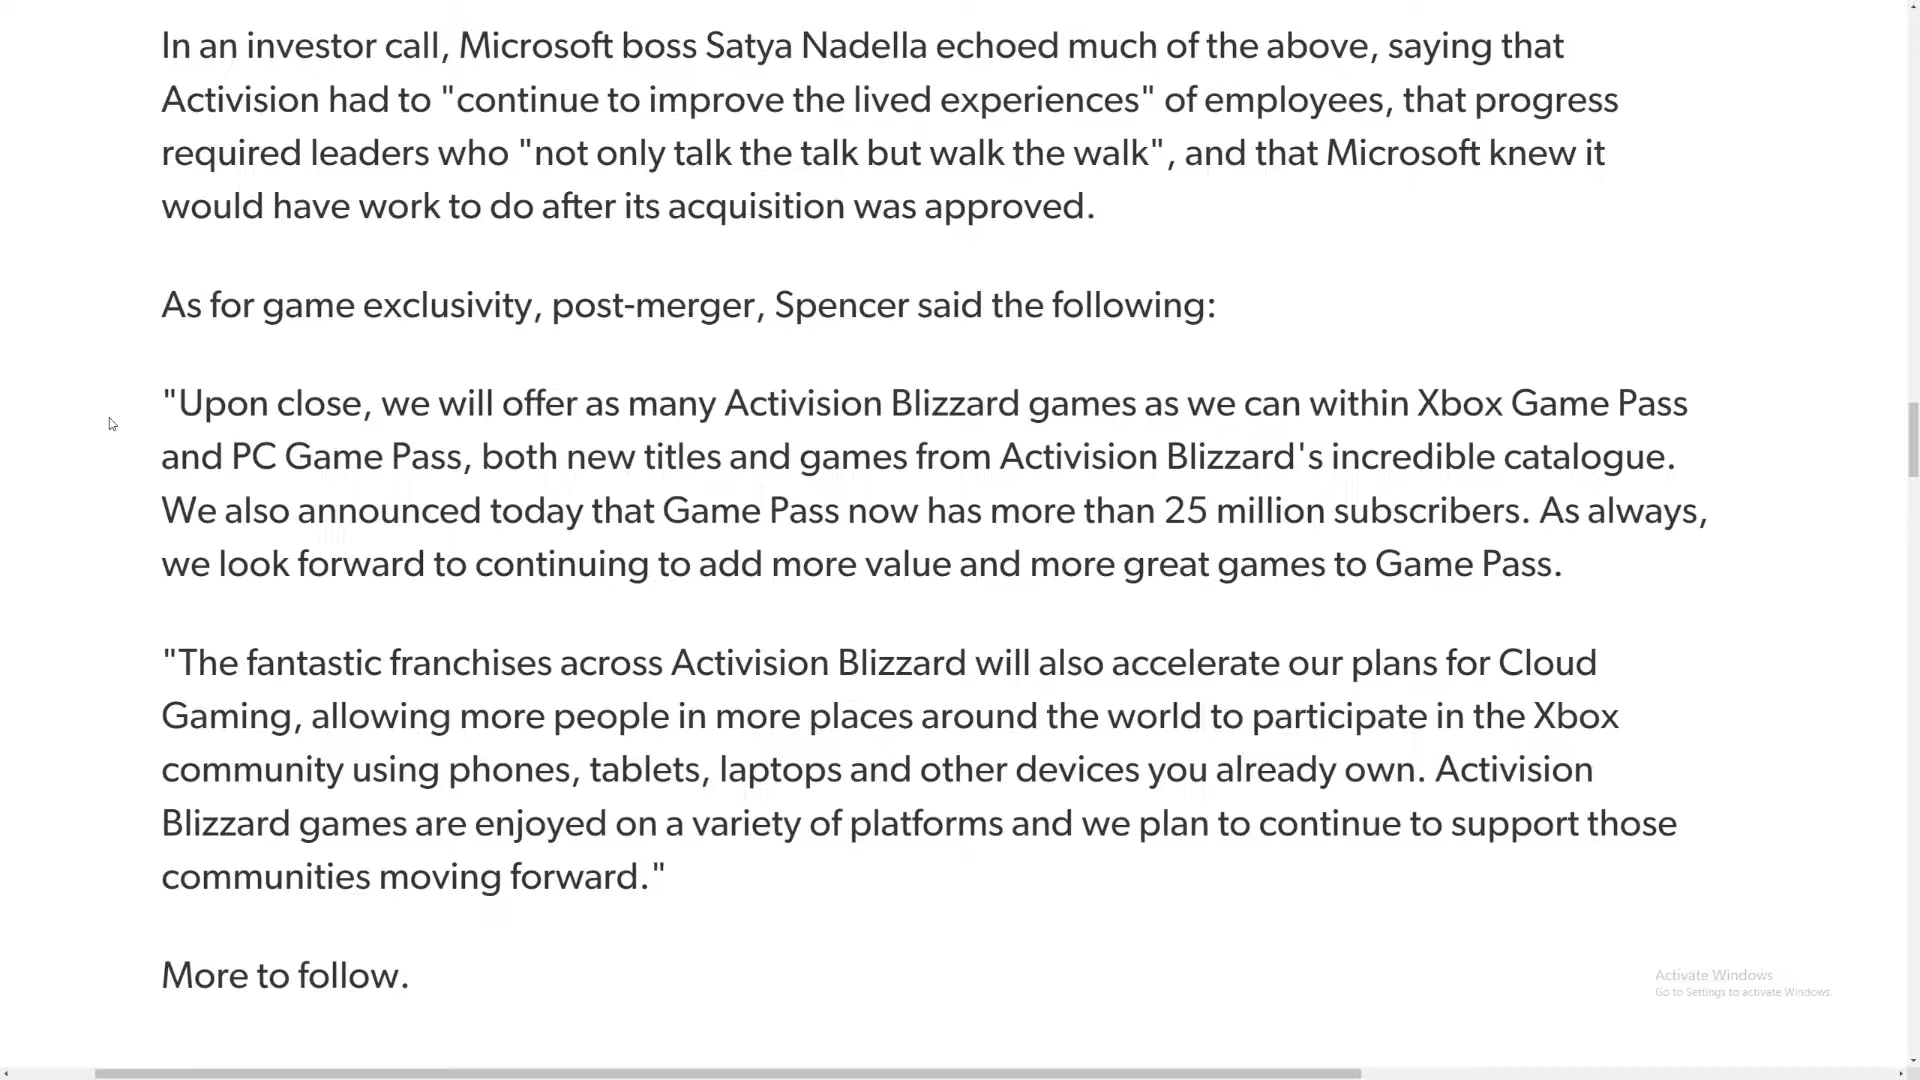 In an investor call, Microsoft boss Satya Nadella echoed much of the above, saying that
Activision had to "continue to improve the lived experiences" of employees, that progress
required leaders who "not only talk the talk but walk the walk", and that Microsoft knew it
would have work to do after its acquisition was approved.
As for game exclusivity, post-merger, Spencer said the following:
"Upon close, we will offer as many Activision Blizzard games as we can within Xbox Game Pass
and PC Game Pass, both new titles and games from Activision Blizzard's incredible catalogue.
We also announced today that Game Pass now has more than 25 million subscribers. As always,
we look forward to continuing to add more value and more great games to Game Pass.
"The fantastic franchises across Activision Blizzard will also accelerate our plans for Cloud
Gaming, allowing more people in more places around the world to participate in the Xbox
community using phones, tablets, laptops and other devices you already own. Activision
Blizzard games are enjoyed on a variety of platforms and we plan to continue to support those
communities moving forward."
More to follow.
Activate Windows
Go to Settings to activate Windows.